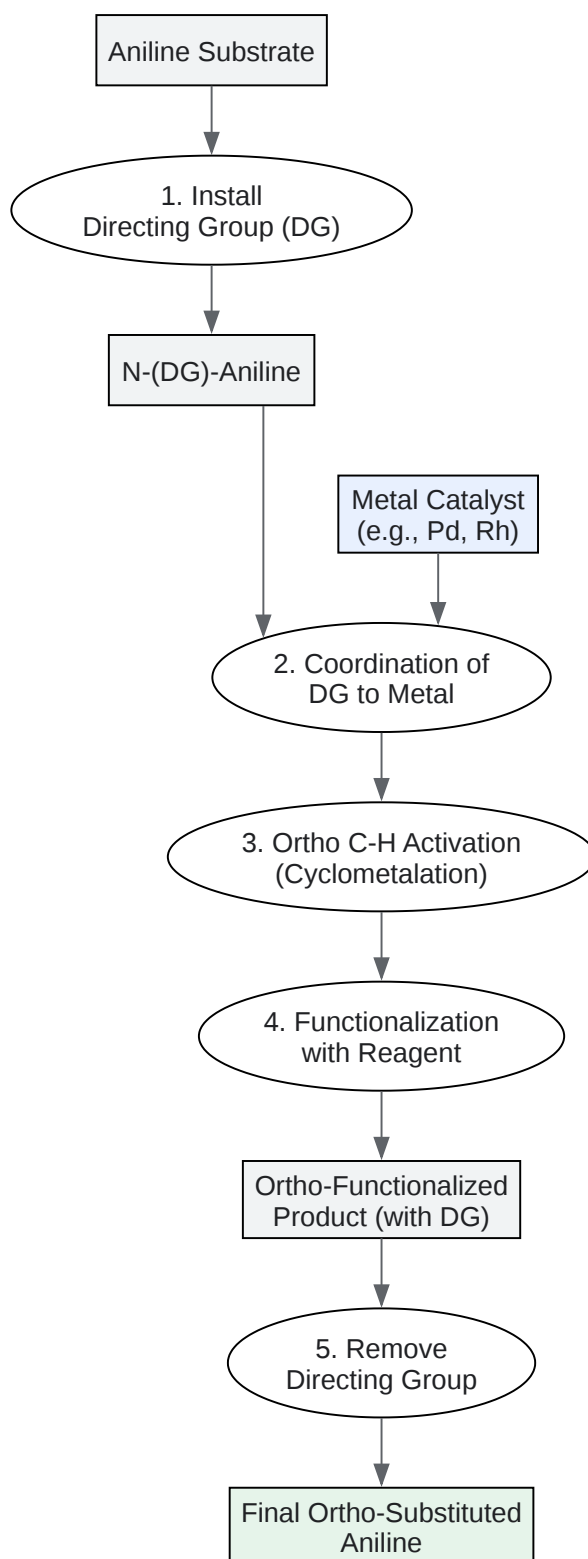 Aniline Substrate
1. Install
Directing Group (DG)
N-(DG)-Aniline
Metal Catalyst
(e.g., Pd, Rh)
2. Coordination of
DG to Metal
3. Ortho C-H Activation
(Cyclometalation)
4. Functionalization
with Reagent
Ortho-Functionalized
Product (with DG)
5. Remove
Directing Group
Final Ortho-Substituted
Aniline